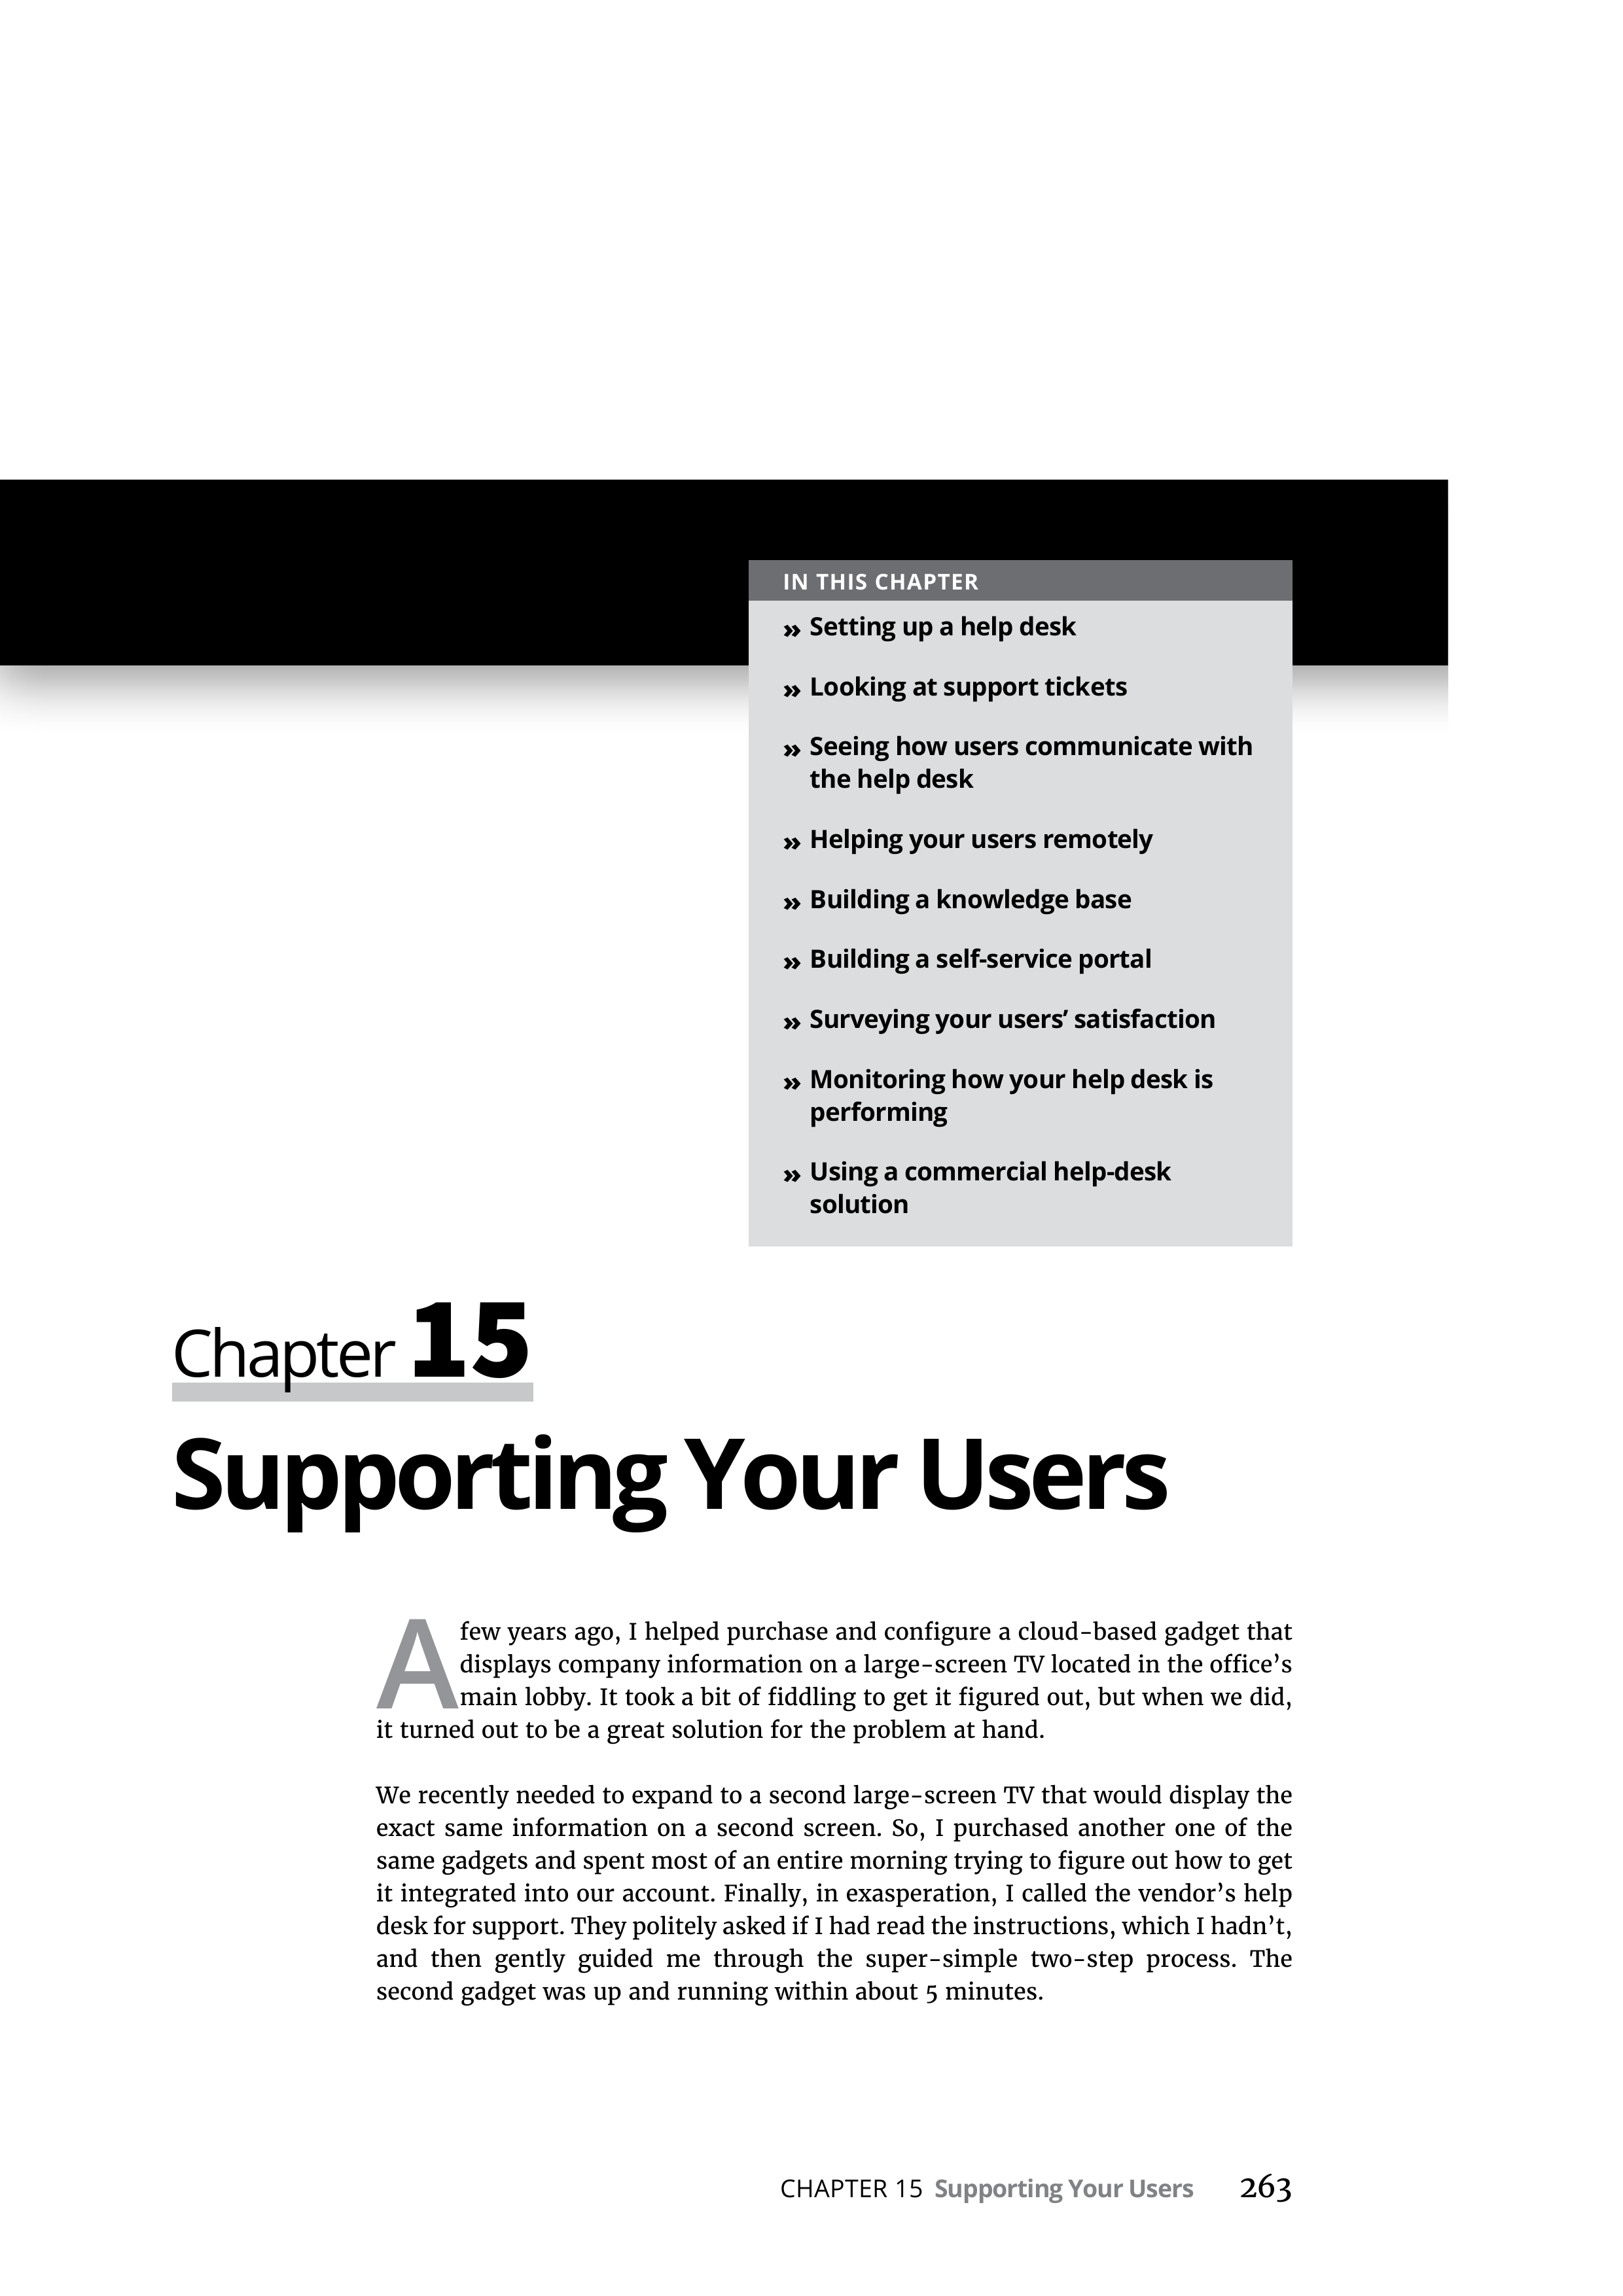 IN THIS CHAPTER
» Setting up a help desk
» Looking at support tickets
» Seeing how users communicate with
the help desk
» Helping your users remotely
» Building a knowledge base
» Building a self-service portal
» Surveying your users’ satisfaction
» Monitoring how your help desk is
performing
» Using a commercial help-desk
solution
Chapter 15
Supporting Your Users
A few years ago, I helped purchase and configure a cloud-based gadget that
displays company information on a large-screen TV located in the office’s
main lobby. It took a bit of fiddling to get it figured out, but when we did,
it turned out to be a great solution for the problem at hand.
We recently needed to expand to a second large-screen TV that would display the
exact same information on a second screen. So, I purchased another one of the
same gadgets and spent most of an entire morning trying to figure out how to get
it integrated into our account. Finally, in exasperation, I called the vendor’s help
desk for support. They politely asked if I had read the instructions, which I hadn’t,
and then gently guided me through the super-simple two-step process. The
second gadget was up and running within about 5 minutes.
CHAPTER 15 Supporting Your Users 263